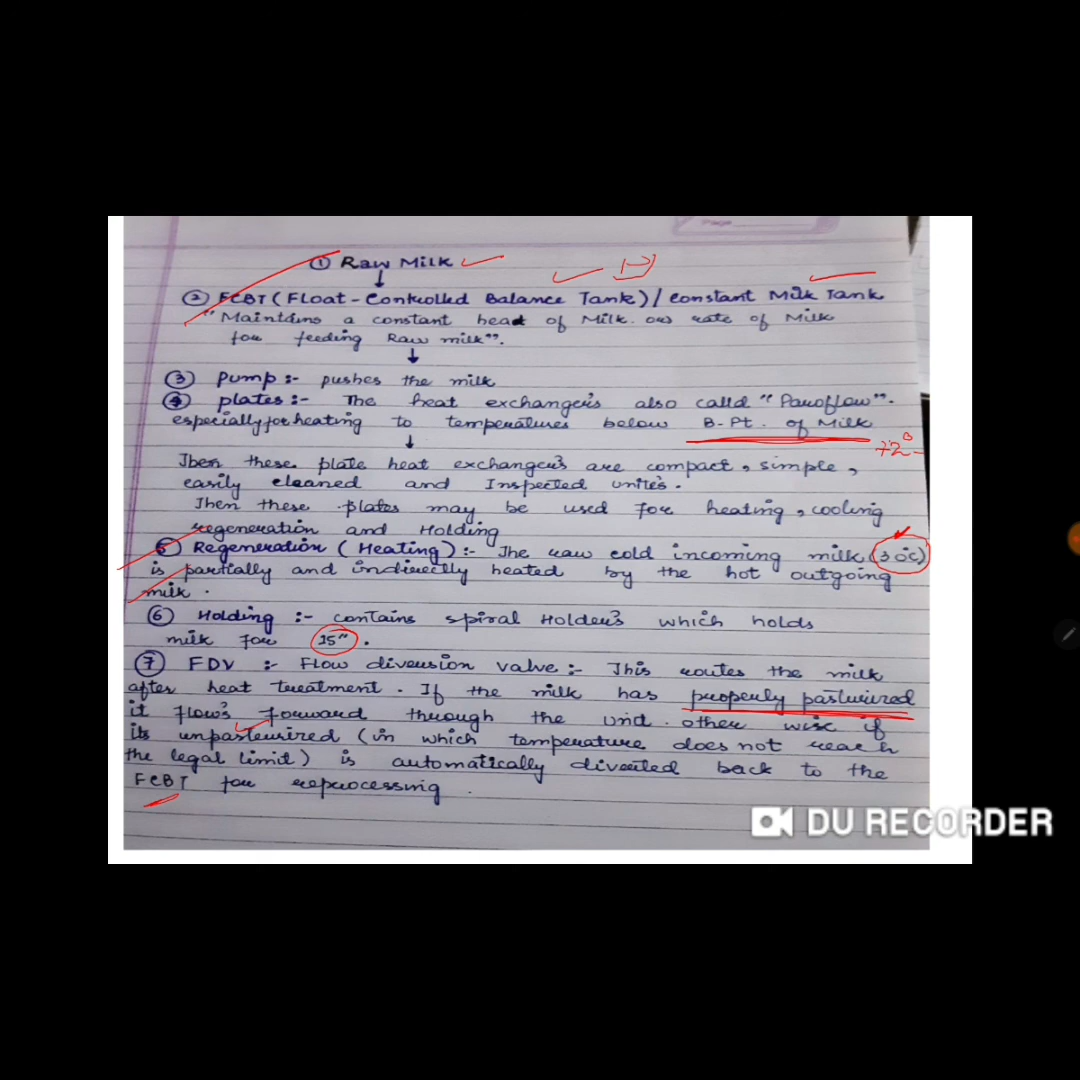 ① Raw Milk
↓
② FCBT (Float-Controlled Balance Tank) / Constant Milk Tank
"Maintains a constant head of Milk. or rate of Milk
for feeding Raw milk".
↓
③ Pump :- pushes the milk
④ plates :- The heat exchangers also called "Paraflow".
especially for heating to temperatures below B-Pt. of Milk
72°
↓
Then these plate heat exchangers are compact, simple,
easily cleaned and Inspected units.
Then these plates may be used for heating, cooling
regeneration and Holding
⑤ Regeneration (Heating) :- The raw cold incoming milk (3 0°C)
is partially and indirectly heated by the hot outgoing
milk.
⑥ Holding :- contains spiral Holders which holds
milk for 15".
⑦ FDV :- Flow diversion valve :- This routes the milk
after heat treatment. If the milk has properly pasturized
it flows forward through the unit. other wise if
its unpasteurized (in which temperature does not reach
the legal limit) is automatically diverted back to the
FCBT for reprocessing.
DU RECORDER